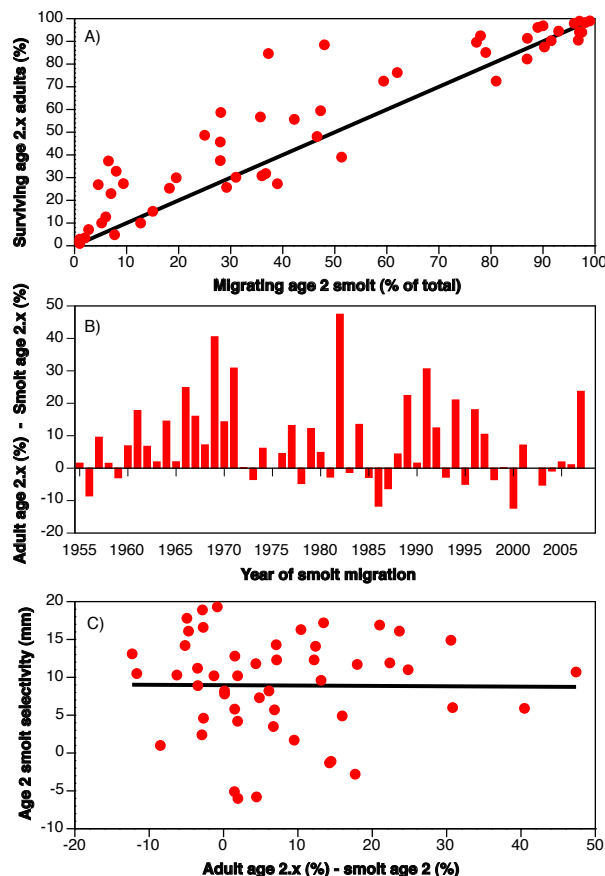 A)
Surviving age 2.x adults (%)
100
90
80
70
60
50
40
30
20
10
0
0 10 20 30 40 50 60 70 80 90 100
Migrating age 2 smolt (% of total)
B)
Adult age 2.x (%) - Smolt age 2.x (%)
50
40
30
20
10
0
-10
-20
1955 1960 1965 1970 1975 1980 1985 1990 1995 2000 2005
Year of smolt migration
C)
Age 2 smolt selectivity (mm)
20
15
10
5
0
-5
-10
-20 -10 0 10 20 30 40 50
Adult age 2.x (%) - smolt age 2 (%)